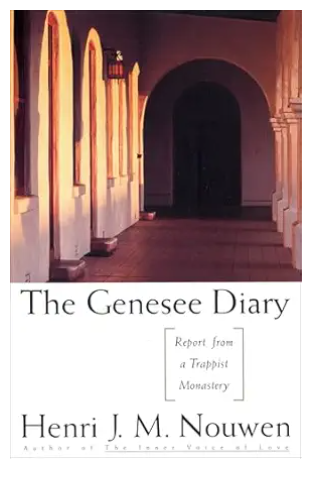 The Genesee Diary
Report from
a Trappist
Monastery
Henri J. M. Nouwen
Author of The Inner Voice of Love